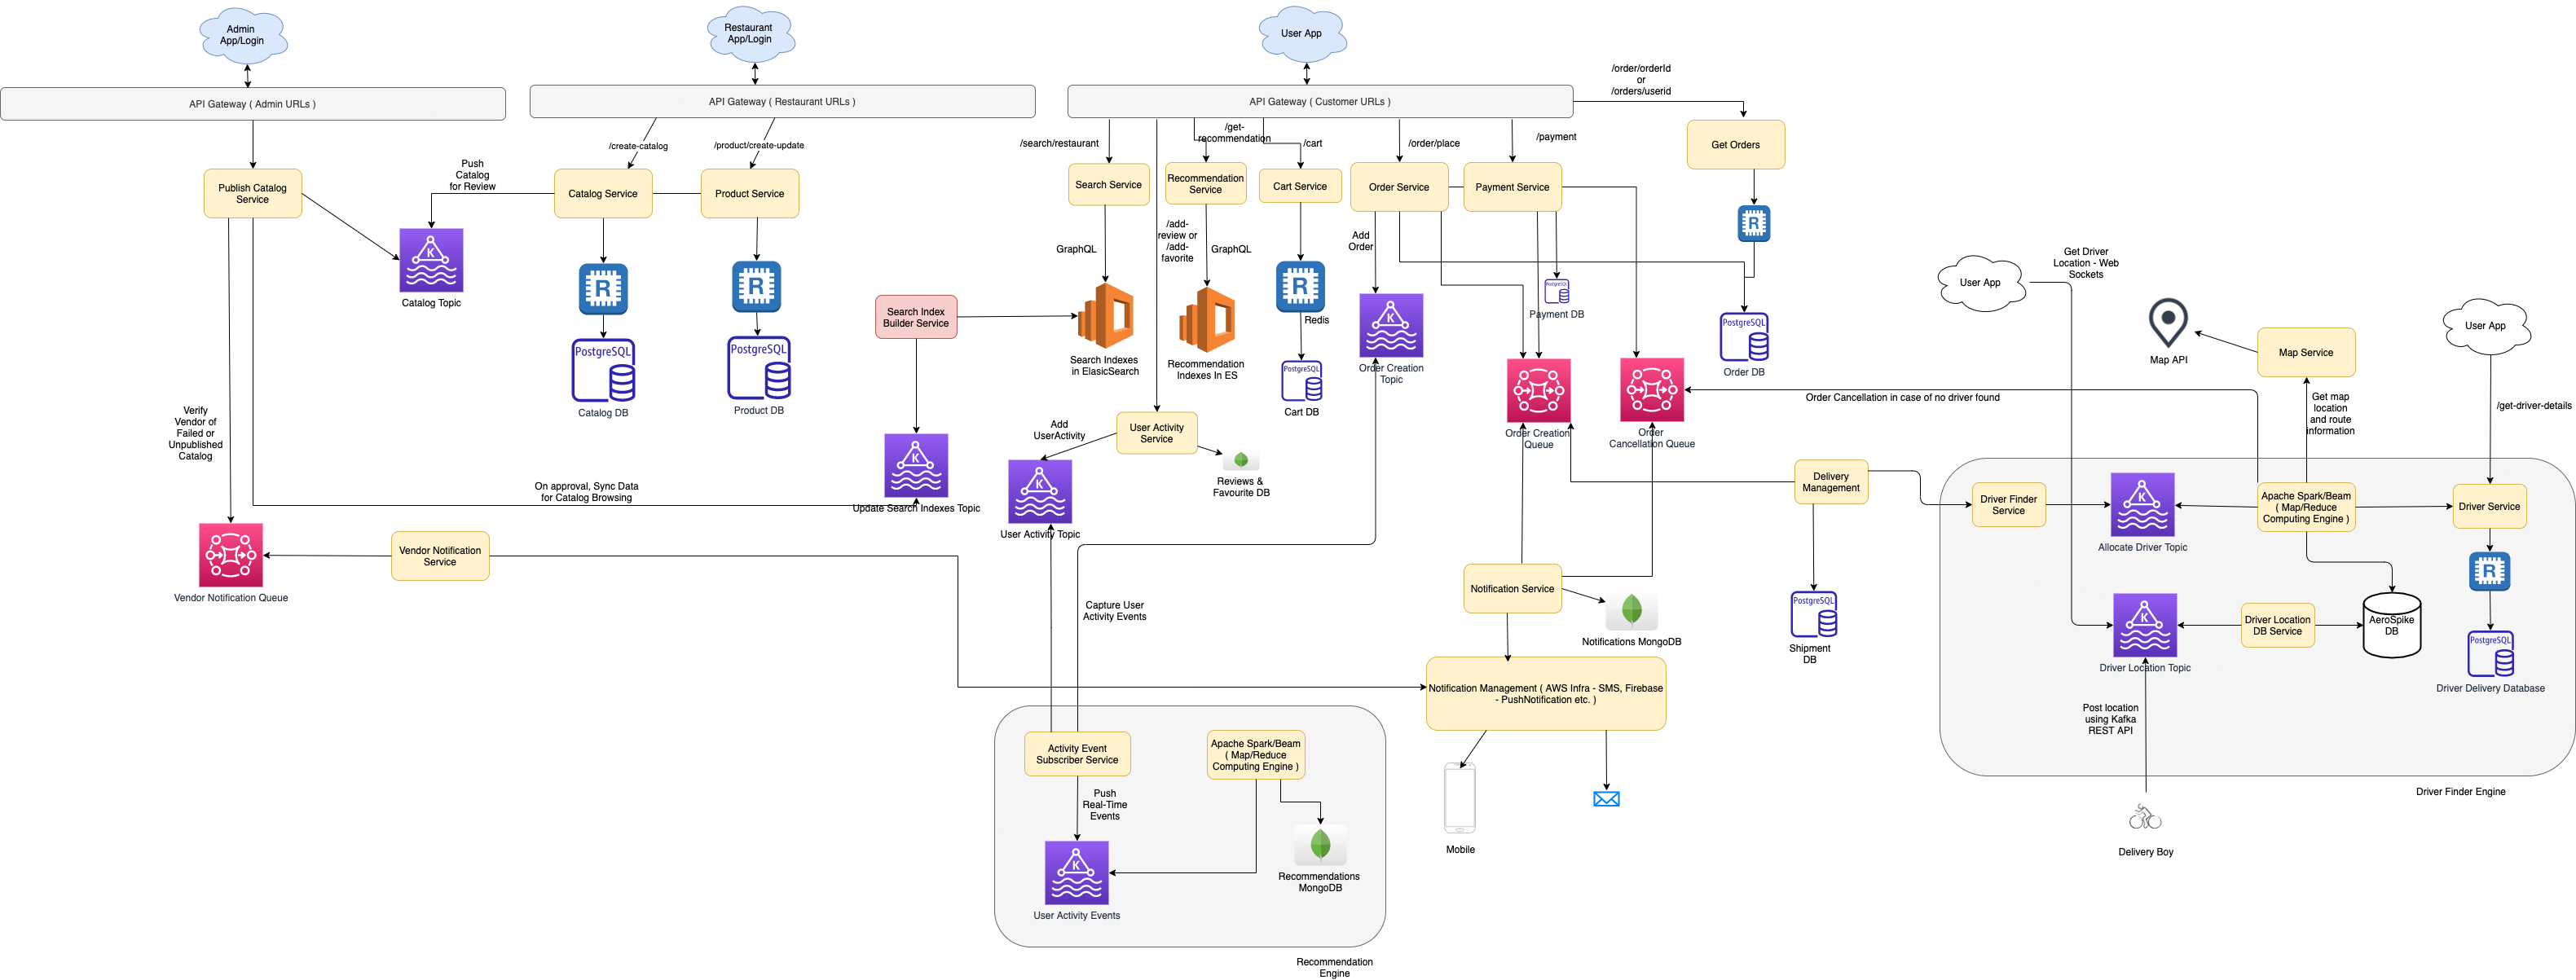 Admin
App/Login
Restaurant
App/Login
User App
API Gateway ( Admin URLs )
API Gateway ( Restaurant URLs )
API Gateway ( Customer URLs )
/order/orderId
or
/orders/userid
/create-catalog
/product/create-update
/search/restaurant
/get-
recommendation
/cart
/order/place
/payment
Get Orders
Push
Catalog
for Review
Publish Catalog
Service
Catalog Service
Product Service
Search Service
Recommendation
Service
Cart Service
Order Service
Payment Service
R
Catalog Topic
K
R
Catalog DB
PostgreSQL
R
Product DB
PostgreSQL
Search Index
Builder Service
GraphQL
/add-
review or
/add-
favorite
GraphQL
Search Indexes
in ElasicSearch
Recommendation
Indexes In ES
R
Redis
PostgreSQL
Cart DB
Add
Order
K
Order Creation
Topic
PostgreSQL
Payment DB
PostgreSQL
Order DB
Order Creation
Queue
Order
Cancellation Queue
Order Cancellation in case of no driver found
User App
Get Driver
Location - Web
Sockets
Map API
Map Service
User App
Get map
location
and route
information
/get-driver-details
Verify
Vendor of
Failed or
Unpublished
Catalog
On approval, Sync Data
for Catalog Browsing
K
Update Search Indexes Topic
Add
UserActivity
User Activity
Service
Reviews &
Favourite DB
K
User Activity Topic
Vendor Notification Queue
Vendor Notification
Service
Capture User
Activity Events
Notification Service
Notifications MongoDB
Delivery
Management
PostgreSQL
Shipment
DB
Driver Finder
Service
K
Allocate Driver Topic
Apache Spark/Beam
( Map/Reduce
Computing Engine )
Driver Service
R
K
Driver Location Topic
Driver Location
DB Service
AeroSpike
DB
PostgreSQL
Driver Delivery Database
Post location
using Kafka
REST API
Driver Finder Engine
Delivery Boy
Notification Management ( AWS Infra - SMS, Firebase
- PushNotification etc. )
Mobile
Activity Event
Subscriber Service
Apache Spark/Beam
( Map/Reduce
Computing Engine )
Push
Real-Time
Events
K
User Activity Events
Recommendations
MongoDB
Recommendation
Engine